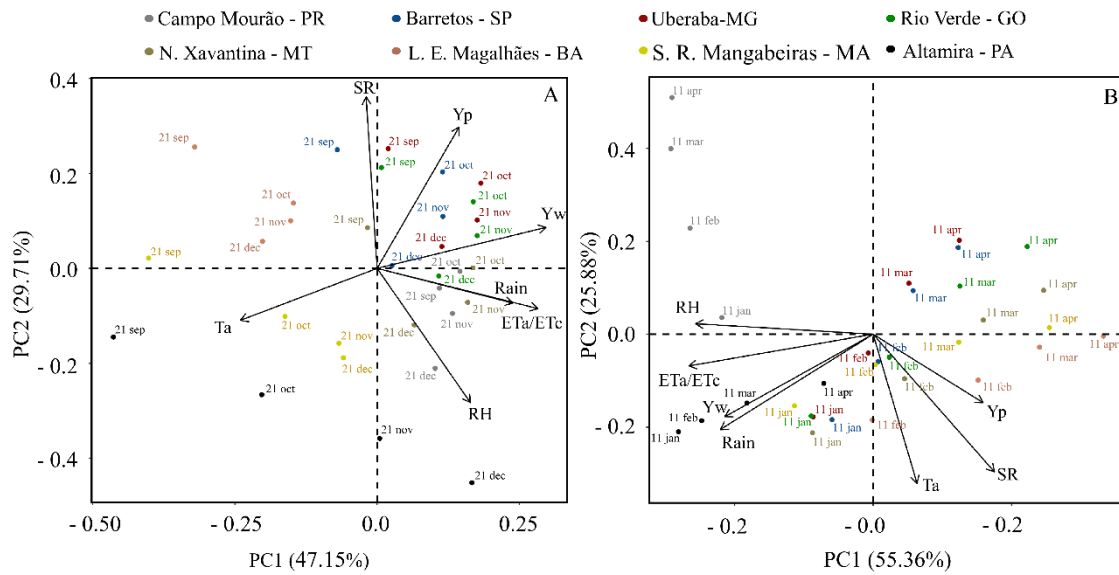 Campo Mourão - PR Barretos - SP Uberaba-MG Rio Verde - GO
N. Xavantina - MT L. E. Magalhães - BA S. R. Mangabeiras - MA Altamira - PA
A
PC2 (29.71%)
0.4
0.2
0.0
- 0.2
- 0.4
SR
Yp
Yw
Rain
ETa/ETc
RH
Ta
21 sep
21 oct
21 nov
21 dec
21 sep
21 oct
21 nov
21 dec
21 sep
21 oct
21 nov
21 dec
21 sep
21 oct
21 nov
21 dec
21 sep
21 oct
21 nov
21 dec
21 sep
21 oct
21 nov
21 dec
21 sep
21 oct
21 nov
21 dec
21 sep
21 oct
21 nov
21 dec
- 0.50 - 0.25 0.0 0.25
PC1 (47.15%)
B
PC2 (25.88%)
0.4
0.2
0.0
- 0.2
RH
ETa/ETc
Yw
Rain
Ta
SR
Yp
11 apr
11 mar
11 feb
11 jan
11 apr
11 mar
11 feb
11 jan
11 apr
11 mar
11 feb
11 jan
11 apr
11 mar
11 feb
11 jan
11 apr
11 mar
11 feb
11 jan
11 apr
11 mar
11 feb
11 jan
11 apr
11 mar
11 feb
11 apr
11 mar
11 feb
11 jan
- 0.2 - 0.0 - 0.2
PC1 (55.36%)